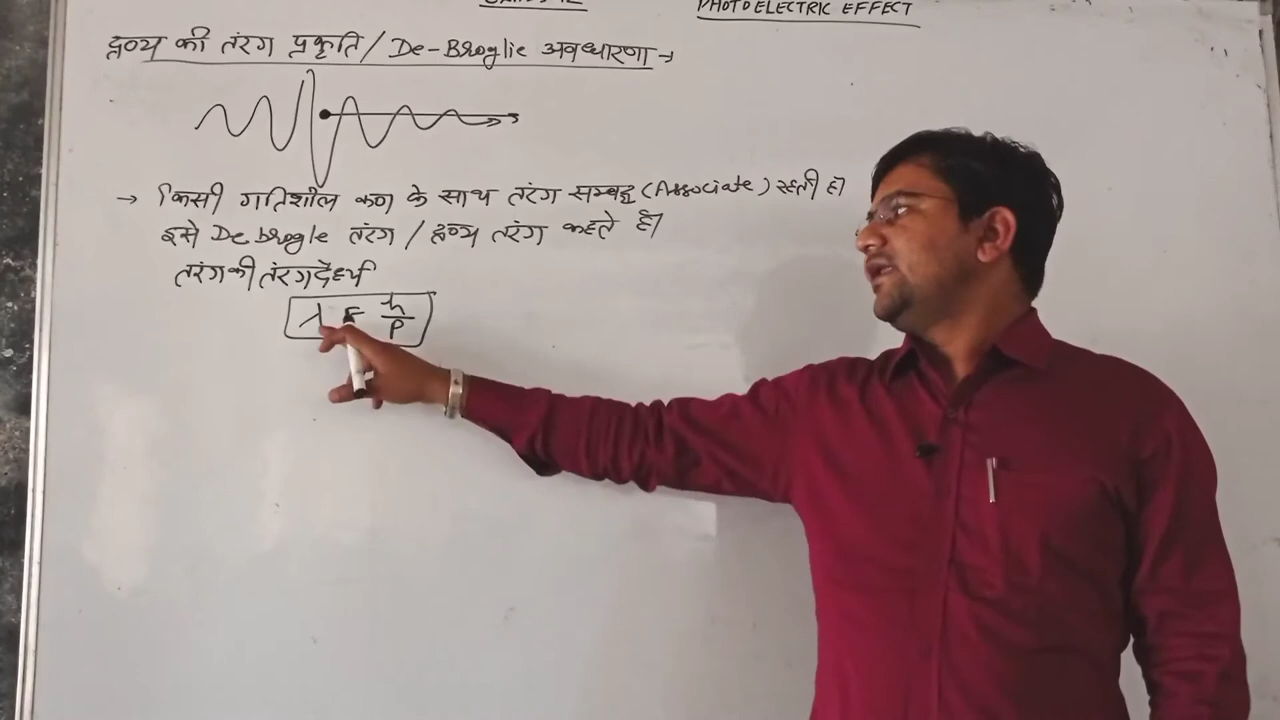 PHOTOELECTRIC EFFECT
द्रव्य की तरंग प्रकृति / De-Broglie अवधारणा →
→ किसी गतिशील कण के साथ तरंग सम्बद्ध (Associate) रहती है।
इसे De brogle तरंग / द्रव्य तरंग कहते है।
तरंग की तरंगदैर्ध्य
λ = h/p